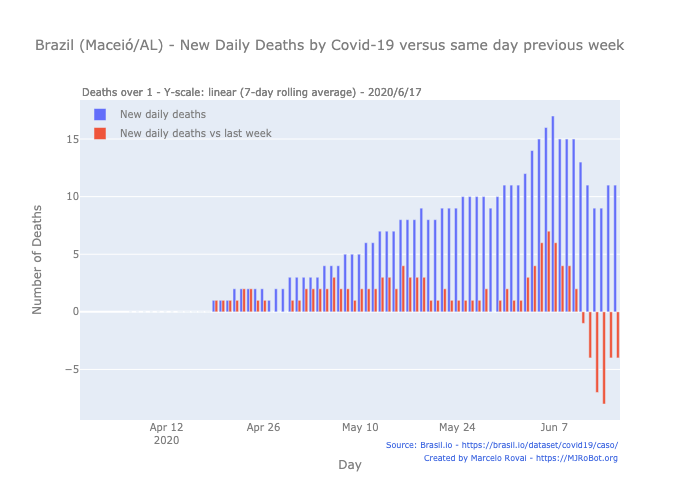 Brazil (Maceió/AL) - New Daily Deaths by Covid-19 versus same day previous week
Deaths over 1 - Y-scale: linear (7-day rolling average) - 2020/6/17
New daily deaths
New daily deaths vs last week
Number of Deaths
15
10
5
0
−5
Apr 12
2020
Apr 26
May 10
May 24
Jun 7
Day
Source: Brasil.io - https://brasil.io/dataset/covid19/caso/
Created by Marcelo Rovai - https://MJRoBot.org